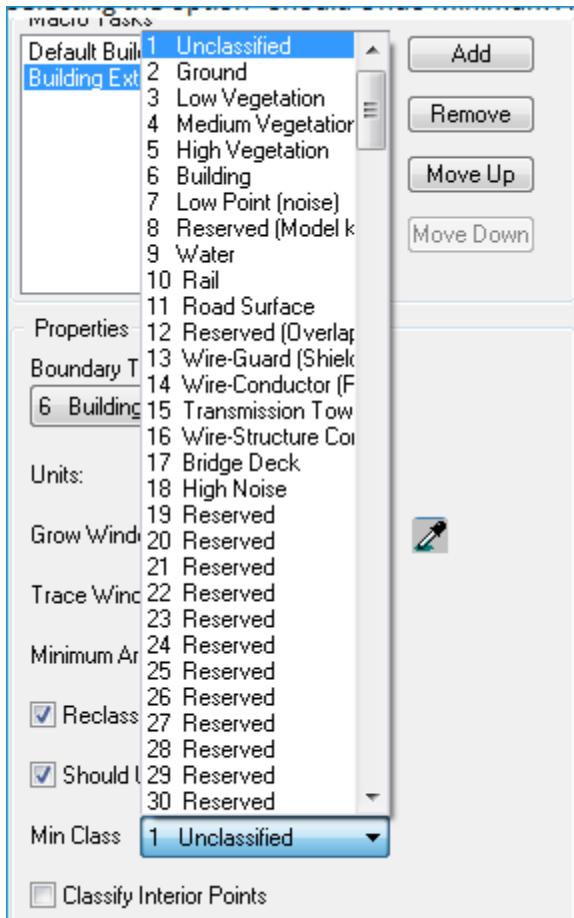 Macro Tasks
Default Buil
Building Ext
1 Unclassified
2 Ground
3 Low Vegetation
4 Medium Vegetation
5 High Vegetation
6 Building
7 Low Point (noise)
8 Reserved (Model k
9 Water
10 Rail
11 Road Surface
12 Reserved (Overlap
13 Wire-Guard (Shield
14 Wire-Conductor (F
15 Transmission Tow
16 Wire-Structure Cor
17 Bridge Deck
18 High Noise
19 Reserved
20 Reserved
21 Reserved
22 Reserved
23 Reserved
24 Reserved
25 Reserved
26 Reserved
27 Reserved
28 Reserved
29 Reserved
30 Reserved
Add
Remove
Move Up
Move Down
Properties
Boundary T
6 Building
Units:
Grow Wind
Trace Wind
Minimum Ar
Reclass
Should U
Min Class
1 Unclassified
Classify Interior Points